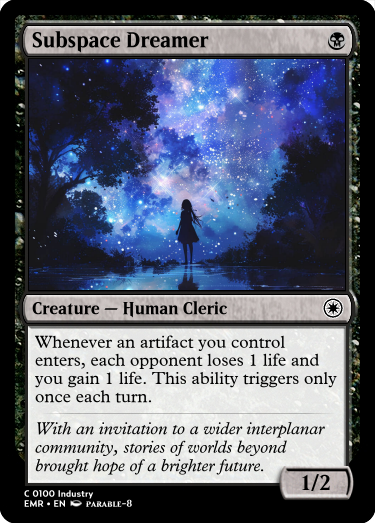 Subspace Dreamer
Creature — Human Cleric
Whenever an artifact you control
enters, each opponent loses 1 life and
you gain 1 life. This ability triggers only
once each turn.
With an invitation to a wider interplanar
community, stories of worlds beyond
brought hope of a brighter future.
1/2
C 0100 Industry
EMR • EN PARABLE-8